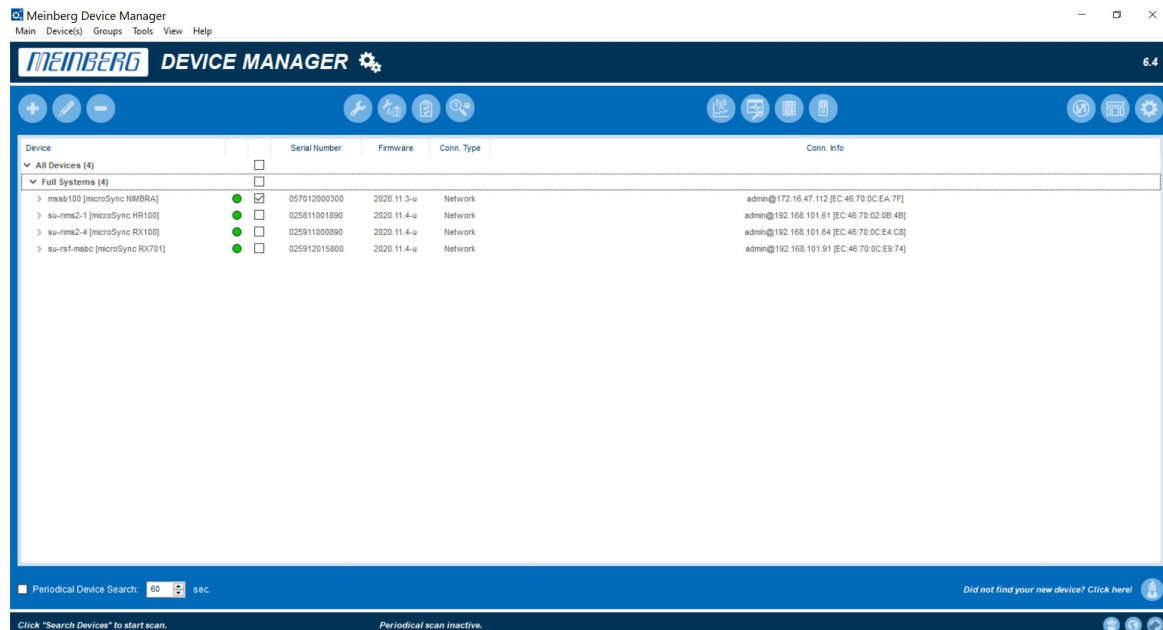 Meinberg Device Manager
Main Device(s) Groups Tools View Help
MEINBERG DEVICE MANAGER 6.4
Device Serial Number Firmware Conn. Type Conn. Info
All Devices (4)
Full Systems (4)
mssb100 [microSync NIMBRA] 057012000300 2020.11.3-u Network admin@172.16.47.112 [EC:46:70:0C:EA:7F]
su-rims2-1 [microSync HR100] 025811001890 2020.11.4-u Network admin@192.168.101.61 [EC:46:70:02:0B:4B]
su-rims2-4 [microSync RX100] 025911000890 2020.11.4-u Network admin@192.168.101.64 [EC:46:70:0C:E4:C8]
su-rsf-msbc [microSync RX701] 025912015800 2020.11.4-u Network admin@192.168.101.91 [EC:46:70:0C:E9:74]
Periodical Device Search: 60 sec. Did not find your new device? Click here!
Click "Search Devices" to start scan. Periodical scan inactive.